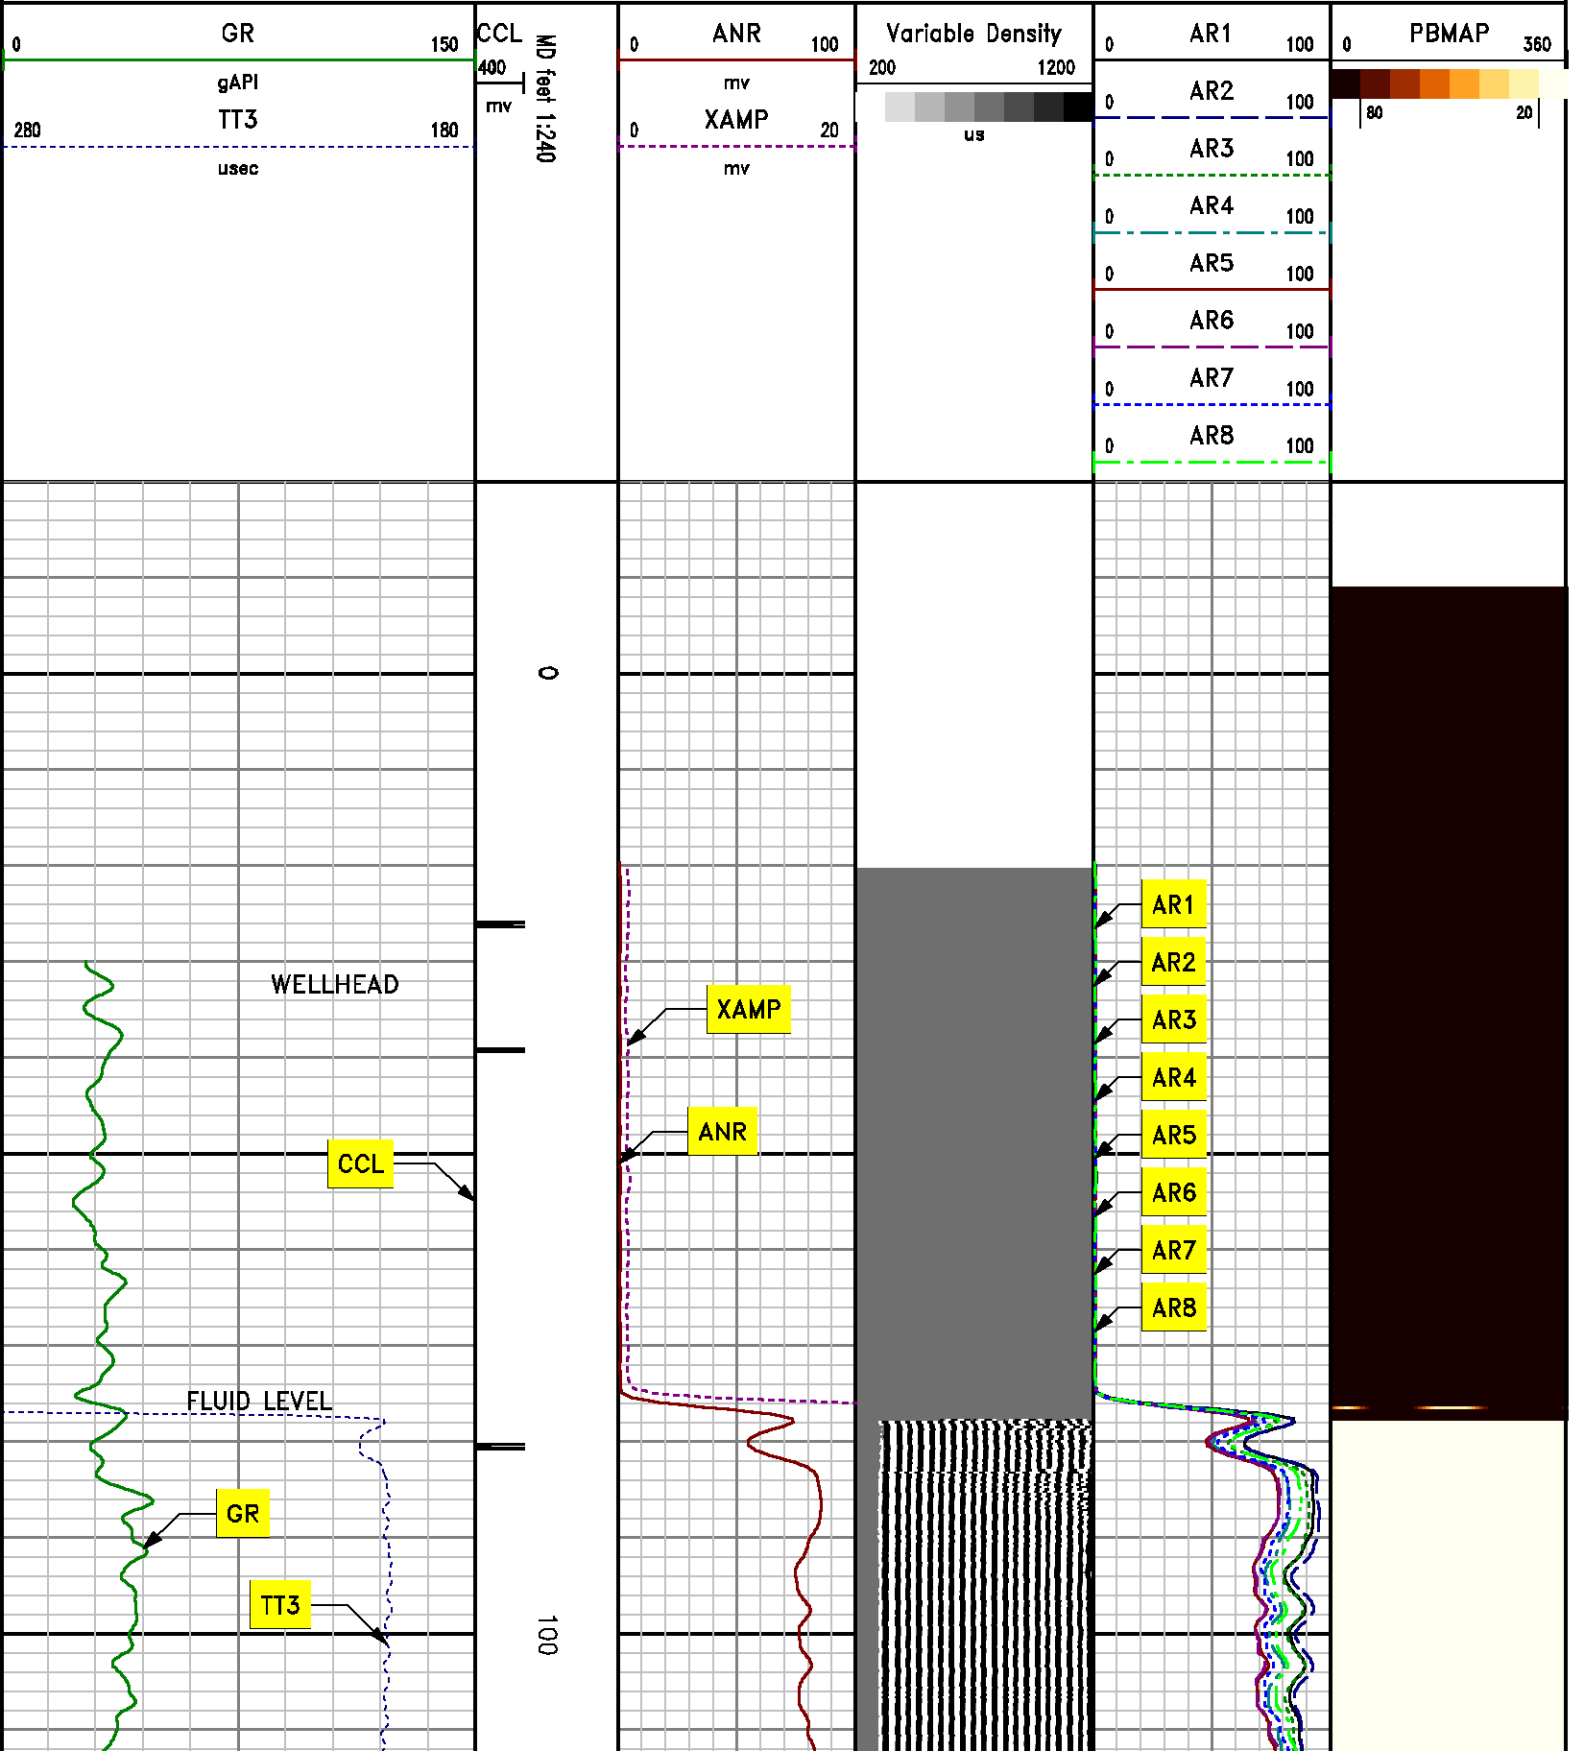 GR
0 150
gAPI
TT3
280 180
usec
CCL
400
mv
MD feet 1:240
ANR
0 100
mv
XAMP
0 20
mv
Variable Density
200 1200
us
AR1
0 100
AR2
0 100
AR3
0 100
AR4
0 100
AR5
0 100
AR6
0 100
AR7
0 100
AR8
0 100
PBMAP
0 360
80 20
0
WELLHEAD
CCL
FLUID LEVEL
GR
TT3
100
XAMP
ANR
AR1
AR2
AR3
AR4
AR5
AR6
AR7
AR8